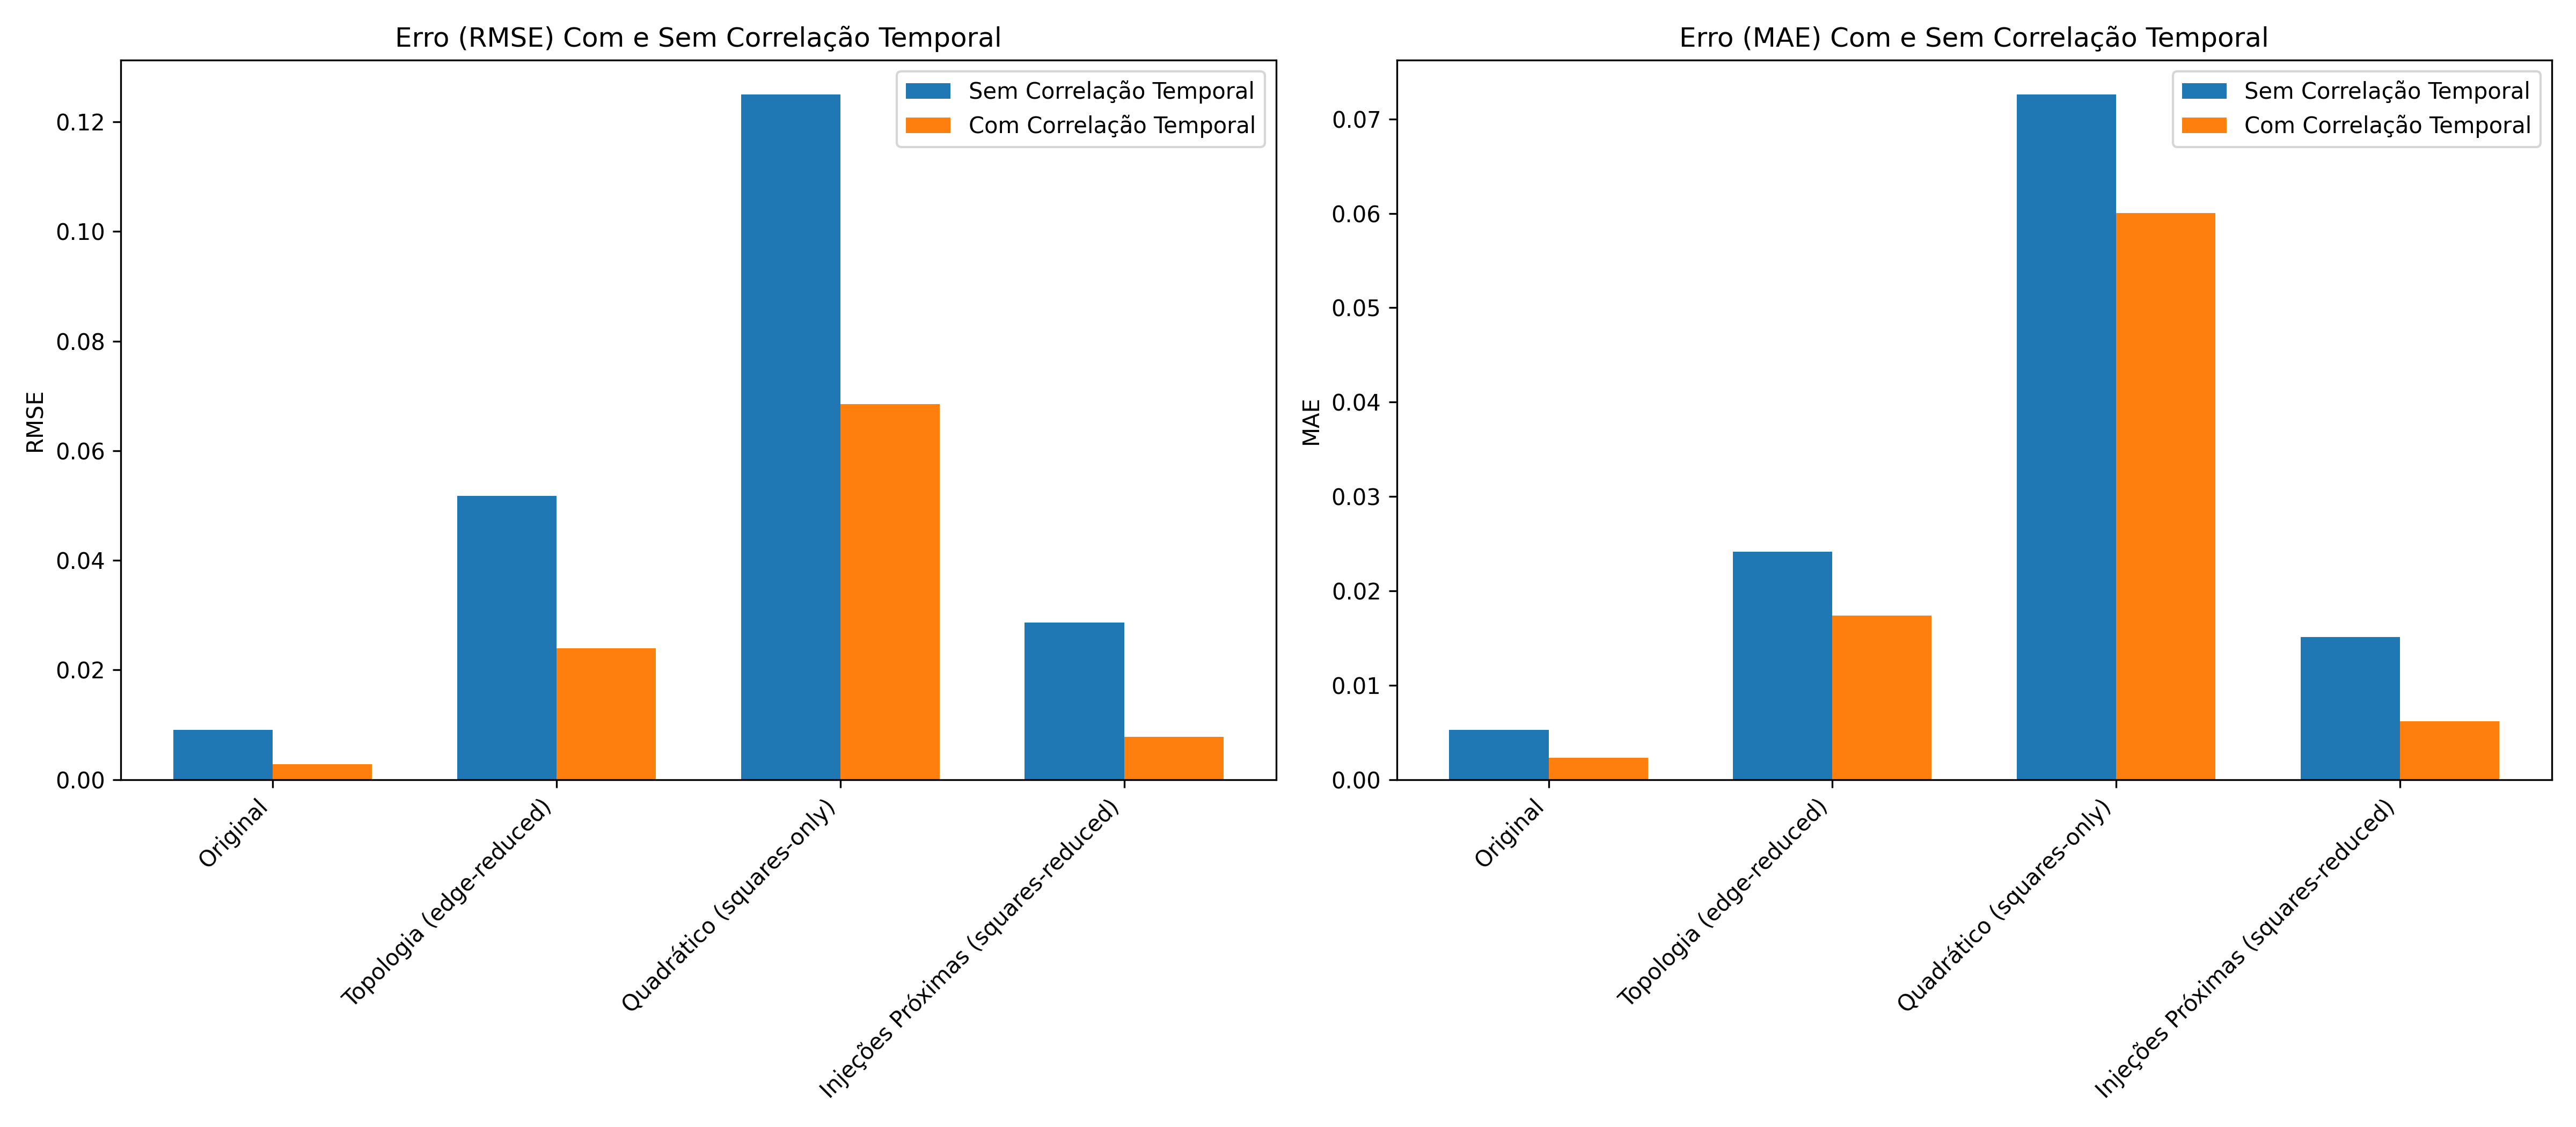 Erro (RMSE) Com e Sem Correlação Temporal
Sem Correlação Temporal
Com Correlação Temporal
RMSE
0.12
0.10
0.08
0.06
0.04
0.02
0.00
Original
Topologia (edge-reduced)
Quadrático (squares-only)
Injeções Próximas (squares-reduced)
Erro (MAE) Com e Sem Correlação Temporal
Sem Correlação Temporal
Com Correlação Temporal
MAE
0.07
0.06
0.05
0.04
0.03
0.02
0.01
0.00
Original
Topologia (edge-reduced)
Quadrático (squares-only)
Injeções Próximas (squares-reduced)